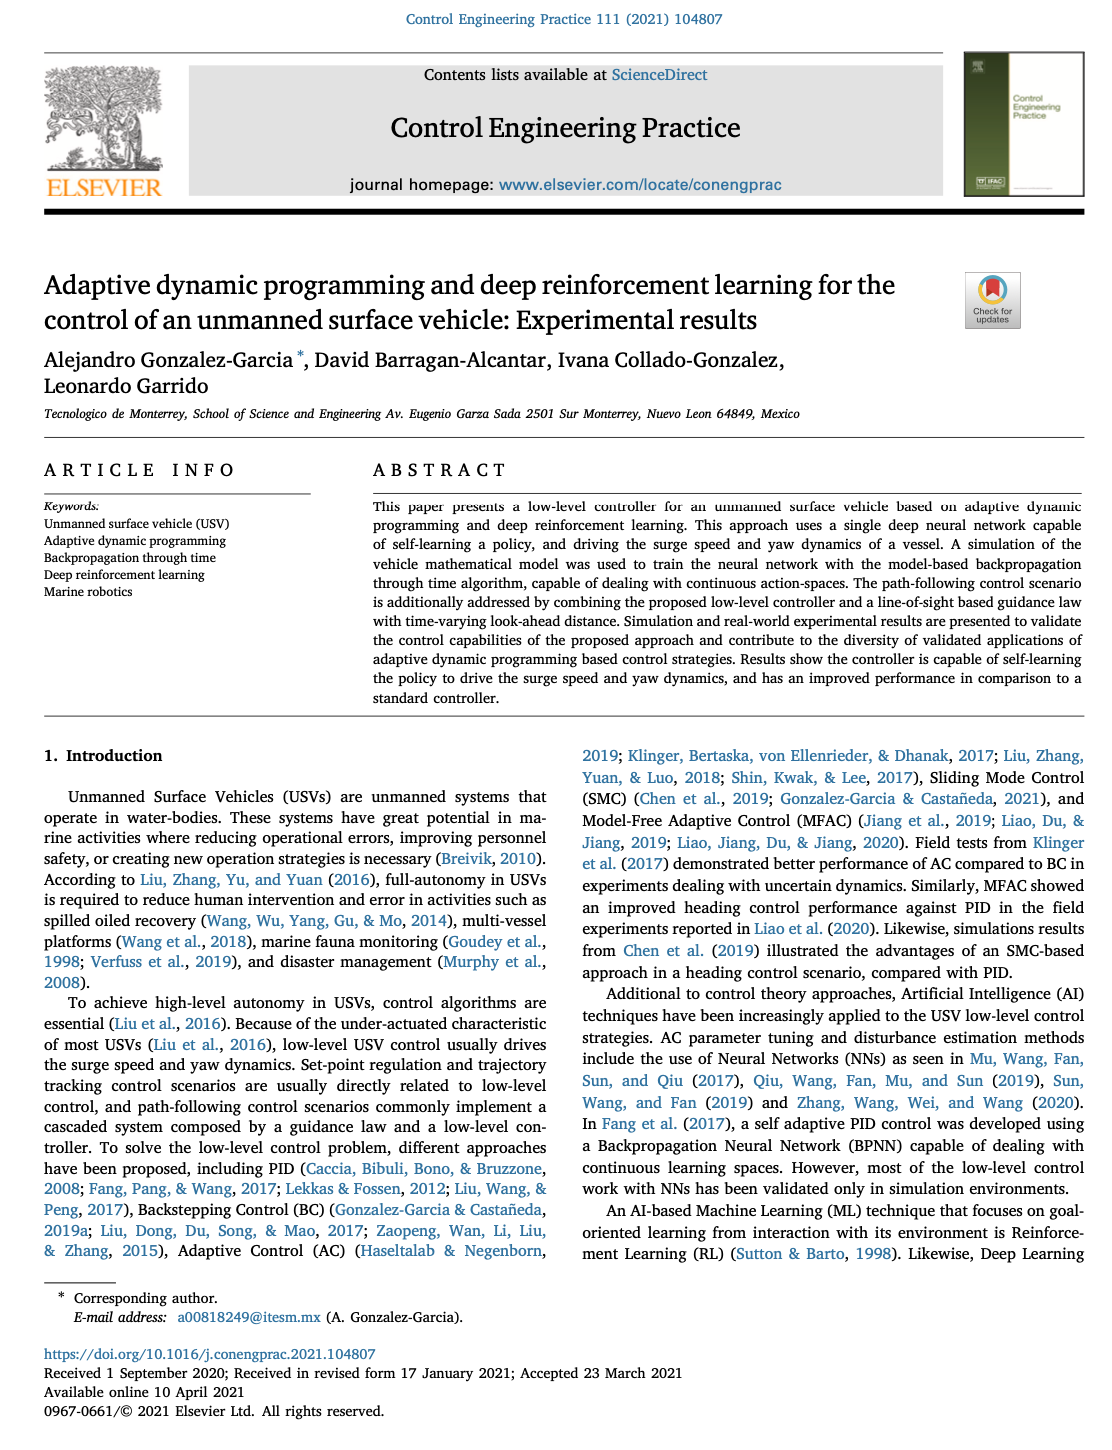 Control Engineering Practice 111 (2021) 104807
Contents lists available at ScienceDirect
Control Engineering Practice
journal homepage: www.elsevier.com/locate/conengprac
ELSEVIER
Control
Engineering
Practice
IFAC
Adaptive dynamic programming and deep reinforcement learning for the
control of an unmanned surface vehicle: Experimental results
Check for
updates
Alejandro Gonzalez-Garcia *, David Barragan-Alcantar, Ivana Collado-Gonzalez,
Leonardo Garrido
Tecnologico de Monterrey, School of Science and Engineering Av. Eugenio Garza Sada 2501 Sur Monterrey, Nuevo Leon 64849, Mexico
ARTICLE INFO
Keywords:
Unmanned surface vehicle (USV)
Adaptive dynamic programming
Backpropagation through time
Deep reinforcement learning
Marine robotics
ABSTRACT
This paper presents a low-level controller for an unmanned surface vehicle based on adaptive dynamic
programming and deep reinforcement learning. This approach uses a single deep neural network capable
of self-learning a policy, and driving the surge speed and yaw dynamics of a vessel. A simulation of the
vehicle mathematical model was used to train the neural network with the model-based backpropagation
through time algorithm, capable of dealing with continuous action-spaces. The path-following control scenario
is additionally addressed by combining the proposed low-level controller and a line-of-sight based guidance law
with time-varying look-ahead distance. Simulation and real-world experimental results are presented to validate
the control capabilities of the proposed approach and contribute to the diversity of validated applications of
adaptive dynamic programming based control strategies. Results show the controller is capable of self-learning
the policy to drive the surge speed and yaw dynamics, and has an improved performance in comparison to a
standard controller.
1. Introduction
Unmanned Surface Vehicles (USVs) are unmanned systems that
operate in water-bodies. These systems have great potential in ma-
rine activities where reducing operational errors, improving personnel
safety, or creating new operation strategies is necessary (Breivik, 2010).
According to Liu, Zhang, Yu, and Yuan (2016), full-autonomy in USVs
is required to reduce human intervention and error in activities such as
spilled oiled recovery (Wang, Wu, Yang, Gu, & Mo, 2014), multi-vessel
platforms (Wang et al., 2018), marine fauna monitoring (Goudey et al.,
1998; Verfuss et al., 2019), and disaster management (Murphy et al.,
2008).
To achieve high-level autonomy in USVs, control algorithms are
essential (Liu et al., 2016). Because of the under-actuated characteristic
of most USVs (Liu et al., 2016), low-level USV control usually drives
the surge speed and yaw dynamics. Set-point regulation and trajectory
tracking control scenarios are usually directly related to low-level
control, and path-following control scenarios commonly implement a
cascaded system composed by a guidance law and a low-level con-
troller. To solve the low-level control problem, different approaches
have been proposed, including PID (Caccia, Bibuli, Bono, & Bruzzone,
2008; Fang, Pang, & Wang, 2017; Lekkas & Fossen, 2012; Liu, Wang, &
Peng, 2017), Backstepping Control (BC) (Gonzalez-Garcia & Castañeda,
2019a; Liu, Dong, Du, Song, & Mao, 2017; Zaopeng, Wan, Li, Liu,
& Zhang, 2015), Adaptive Control (AC) (Haseltalab & Negenborn,
2019; Klinger, Bertaska, von Ellenrieder, & Dhanak, 2017; Liu, Zhang,
Yuan, & Luo, 2018; Shin, Kwak, & Lee, 2017), Sliding Mode Control
(SMC) (Chen et al., 2019; Gonzalez-Garcia & Castañeda, 2021), and
Model-Free Adaptive Control (MFAC) (Jiang et al., 2019; Liao, Du, &
Jiang, 2019; Liao, Jiang, Du, & Jiang, 2020). Field tests from Klinger
et al. (2017) demonstrated better performance of AC compared to BC in
experiments dealing with uncertain dynamics. Similarly, MFAC showed
an improved heading control performance against PID in the field
experiments reported in Liao et al. (2020). Likewise, simulations results
from Chen et al. (2019) illustrated the advantages of an SMC-based
approach in a heading control scenario, compared with PID.
Additional to control theory approaches, Artificial Intelligence (AI)
techniques have been increasingly applied to the USV low-level control
strategies. AC parameter tuning and disturbance estimation methods
include the use of Neural Networks (NNs) as seen in Mu, Wang, Fan,
Sun, and Qiu (2017), Qiu, Wang, Fan, Mu, and Sun (2019), Sun,
Wang, and Fan (2019) and Zhang, Wang, Wei, and Wang (2020).
In Fang et al. (2017), a self adaptive PID control was developed using
a Backpropagation Neural Network (BPNN) capable of dealing with
continuous learning spaces. However, most of the low-level control
work with NNs has been validated only in simulation environments.
An AI-based Machine Learning (ML) technique that focuses on goal-
oriented learning from interaction with its environment is Reinforce-
ment Learning (RL) (Sutton & Barto, 1998). Likewise, Deep Learning
* Corresponding author.
E-mail address: a00818249@itesm.mx (A. Gonzalez-Garcia).
https://doi.org/10.1016/j.conengprac.2021.104807
Received 1 September 2020; Received in revised form 17 January 2021; Accepted 23 March 2021
Available online 10 April 2021
0967-0661/© 2021 Elsevier Ltd. All rights reserved.